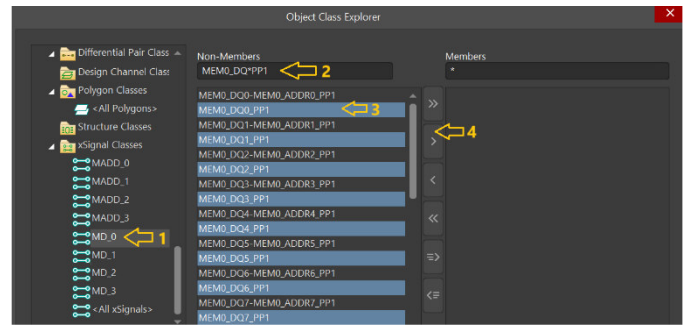 Object Class Explorer
Differential Pair Class
Design Channel Class
Polygon Classes
<All Polygons>
Structure Classes
xSignal Classes
MADD_0
MADD_1
MADD_2
MADD_3
MD_0
1
MD_1
MD_2
MD_3
<All xSignals>
Non-Members
MEM0_DQ*PP1
2
MEM0_DQ0-MEM0_ADDR0_PP1
MEM0_DQ0_PP1
3
MEM0_DQ1-MEM0_ADDR1_PP1
MEM0_DQ1_PP1
MEM0_DQ2-MEM0_ADDR2_PP1
MEM0_DQ2_PP1
MEM0_DQ3-MEM0_ADDR3_PP1
MEM0_DQ3_PP1
MEM0_DQ4-MEM0_ADDR4_PP1
MEM0_DQ4_PP1
MEM0_DQ5-MEM0_ADDR5_PP1
MEM0_DQ5_PP1
MEM0_DQ6-MEM0_ADDR6_PP1
MEM0_DQ6_PP1
MEM0_DQ7-MEM0_ADDR7_PP1
MEM0_DQ7_PP1
4
Members
*